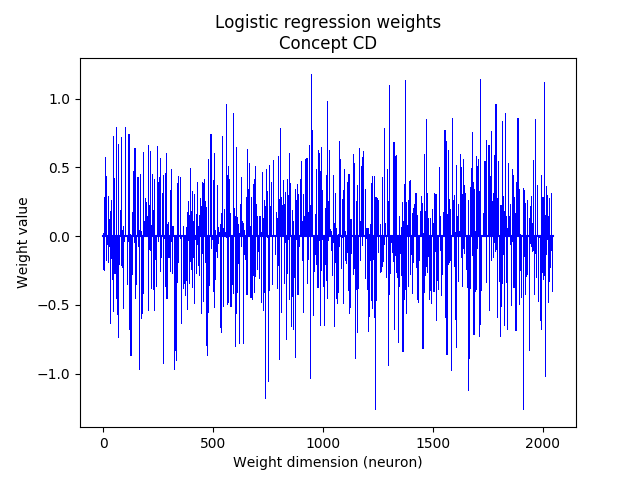 Logistic regression weights
Concept CD
Weight value
1.0
0.5
0.0
−0.5
−1.0
0
500
1000
1500
2000
Weight dimension (neuron)